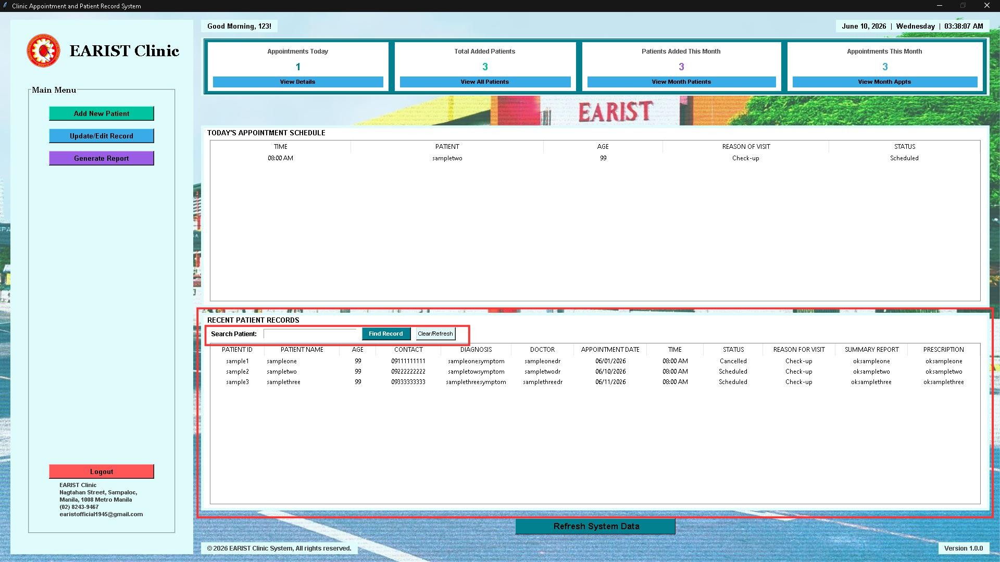 Clinic Appointment and Patient Record System
EARIST Clinic
Main Menu
Add New Patient
Update/Edit Record
Generate Report
Logout
EARIST Clinic
Nagtahan Street, Sampaloc,
Manila, 1008 Metro Manila
(02) 8243-9467
earistofficial1945@gmail.com
Good Morning, 123!
June 10, 2026 | Wednesday | 03:38:07 AM
Appointments Today
1
View Details
Total Added Patients
3
View All Patients
Patients Added This Month
3
View Month Patients
Appointments This Month
3
View Month Appts
EARIST
TODAY'S APPOINTMENT SCHEDULE
TIME PATIENT AGE REASON OF VISIT STATUS
08:00 AM sampletwo 99 Check-up Scheduled
RECENT PATIENT RECORDS
Search Patient: Find Record Clear/Refresh
PATIENT ID PATIENT NAME AGE CONTACT DIAGNOSIS DOCTOR APPOINTMENT DATE TIME STATUS REASON FOR VISIT SUMMARY REPORT PRESCRIPTION
sample1 sampleone 99 09111111111 sampleonesymptom sampleonedr 06/01/2026 08:00 AM Cancelled Check-up oksampleone oksampleone
sample2 sampletwo 99 09222222222 sampletowsymptom sampletwodr 06/10/2026 08:00 AM Scheduled Check-up oksampletwo oksampletwo
sample3 samplethree 99 09333333333 samplethreesymptom samplethreedr 06/11/2026 08:00 AM Scheduled Check-up oksamplethree oksamplethree
Refresh System Data
© 2026 EARIST Clinic System, All rights reserved.
Version 1.0.0